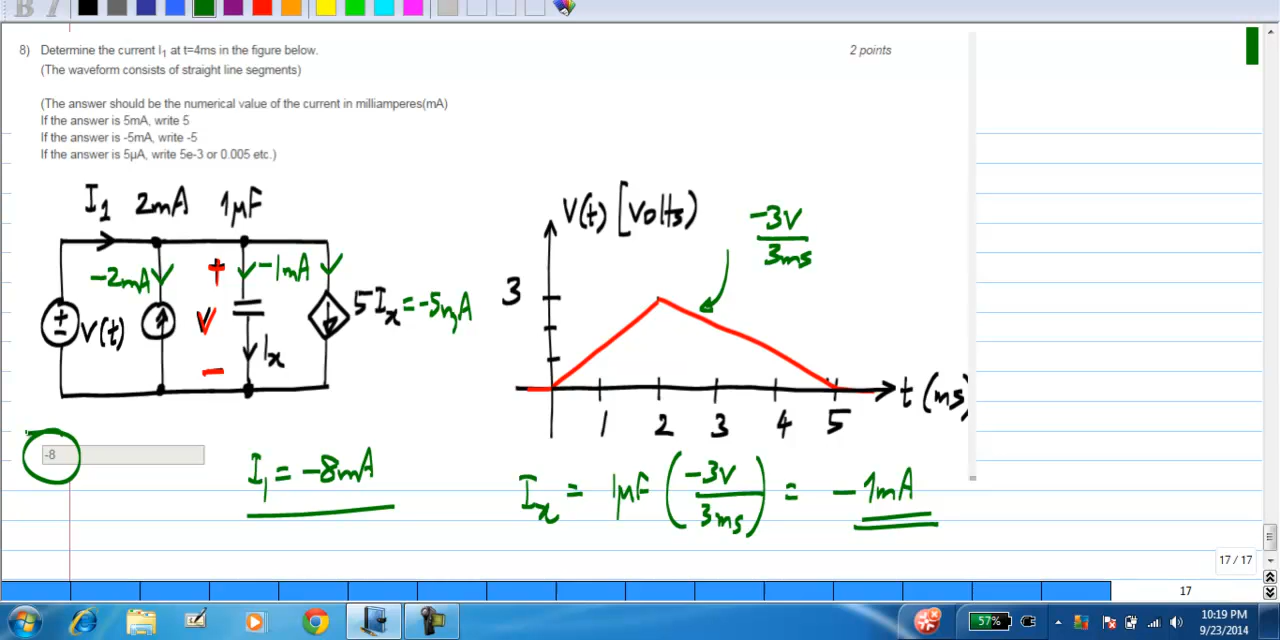 B I
8) Determine the current I1 at t=4ms in the figure below.
2 points
(The waveform consists of straight line segments)
(The answer should be the numerical value of the current in milliamperes(mA)
If the answer is 5mA, write 5
If the answer is -5mA, write -5
If the answer is 5μA, write 5e-3 or 0.005 etc.)
I1 2mA 1μF
-2mA + -1mA
V(t) V 5Ix = -5mA
-
Ix
V(t) [Volts]
-3V
3ms
3
1 2 3 4 5
t (ms)
-8
I1 = -8mA
Ix = 1μF (-3V/3ms) = -1mA
17 / 17
17
57%
10:19 PM
9/23/2014